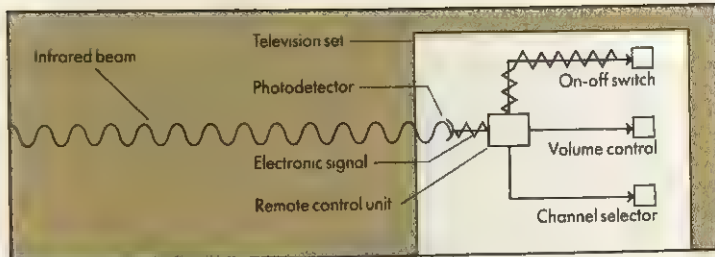 Television set
Infrared beam
Photodetector
On-off switch
Electronic signal
Volume control
Remote control unit
Channel selector